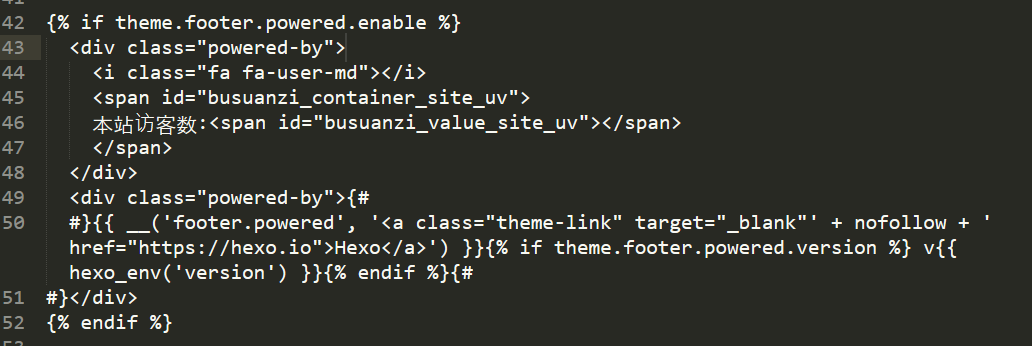 42 {% if theme.footer.powered.enable %}
43 <div class="powered-by">
44 <i class="fa fa-user-md"></i>
45 <span id="busuanzi_container_site_uv">
46 本站访客数:<span id="busuanzi_value_site_uv"></span>
47 </span>
48 </div>
49 <div class="powered-by">{#
50 #}{{ __('footer.powered', '<a class="theme-link" target="_blank"' + nofollow + '
href="https://hexo.io">Hexo</a>') }}{% if theme.footer.powered.version %} v{{
hexo_env('version') }}{% endif %}{#
51 #}</div>
52 {% endif %}